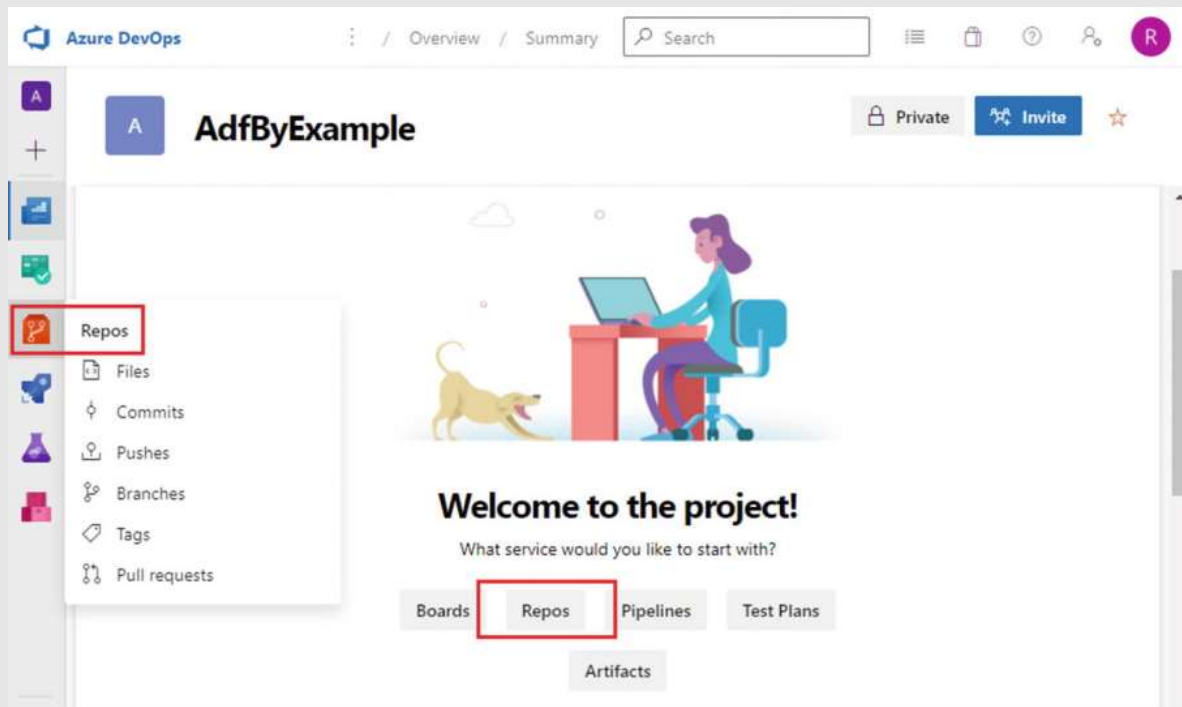 Azure DevOps / Overview / Summary Search R
A
A AdfByExample Private Invite
Repos
Files
Commits
Pushes
Branches
Tags
Pull requests
Welcome to the project!
What service would you like to start with?
Boards Repos Pipelines Test Plans
Artifacts